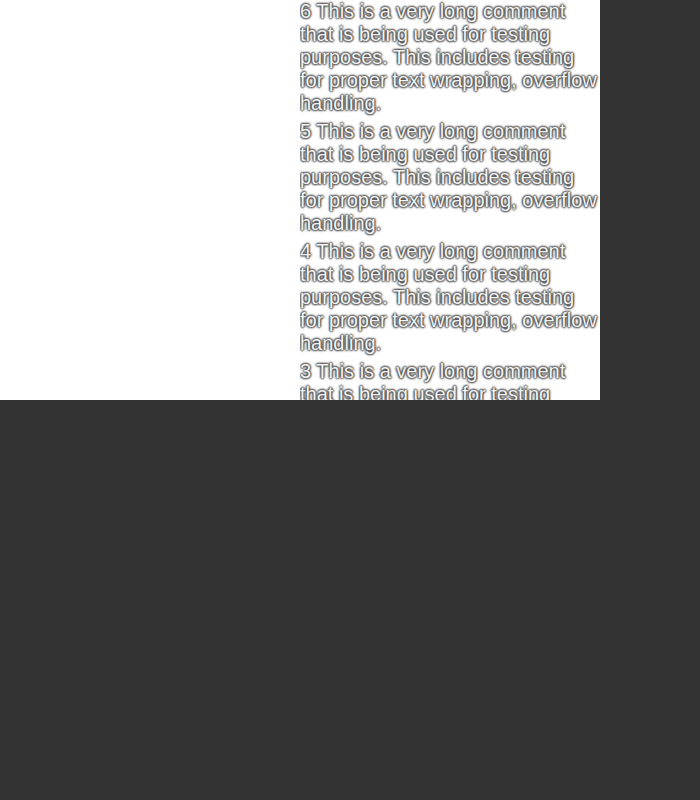 6 This is a very long comment
that is being used for testing
purposes. This includes testing
for proper text wrapping, overflow
handling.
5 This is a very long comment
that is being used for testing
purposes. This includes testing
for proper text wrapping, overflow
handling.
4 This is a very long comment
that is being used for testing
purposes. This includes testing
for proper text wrapping, overflow
handling.
3 This is a very long comment
that is being used for testing